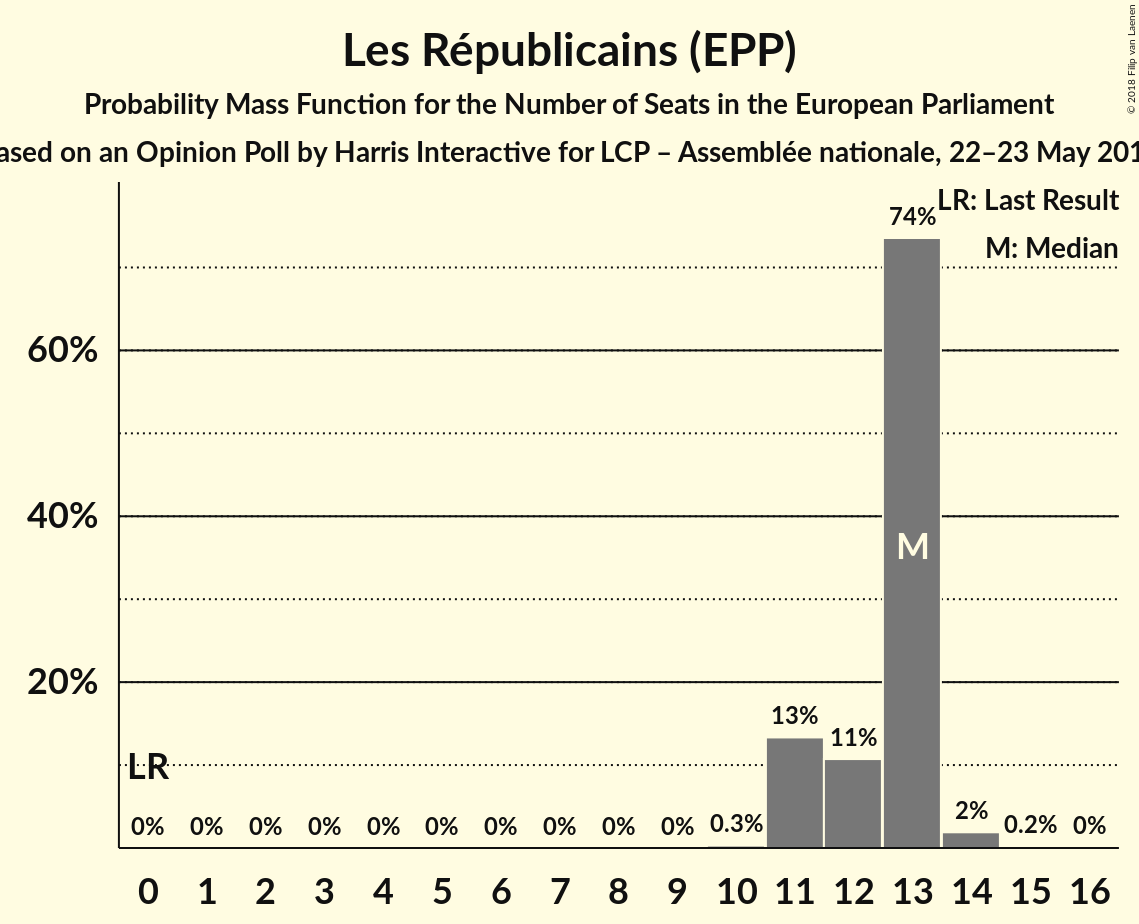 Les Républicains (EPP)
Probability Mass Function for the Number of Seats in the European Parliament
ased on an Opinion Poll by Harris Interactive for LCP – Assemblée nationale, 22–23 May 201
© 2018 Filip van Laenen
LR: Last Result
M: Median
74%
60%
40%
M
20%
13%
11%
LR
0% 0% 0% 0% 0% 0% 0% 0% 0% 0% 0.3% 2% 0.2% 0%
0 1 2 3 4 5 6 7 8 9 10 11 12 13 14 15 16